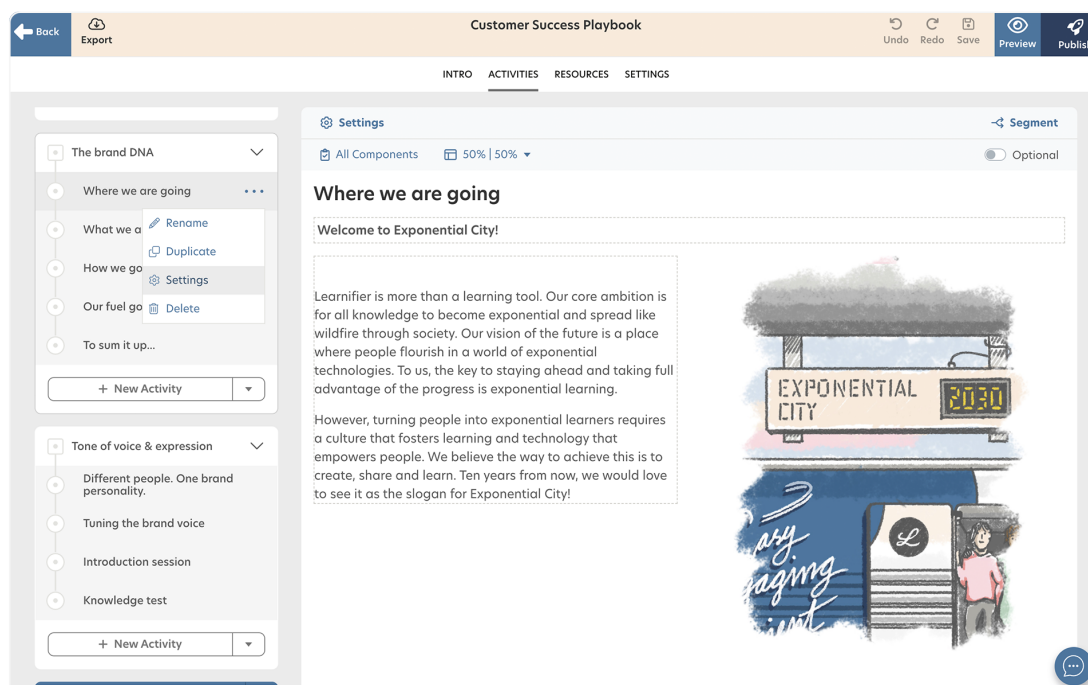 Back
Export
Customer Success Playbook
Undo
Redo
Save
Preview
INTRO
ACTIVITIES
RESOURCES
SETTINGS
The brand DNA
Where we are going
What we a
How we go
Our fuel go
To sum it up...
Rename
Duplicate
Settings
Delete
+ New Activity
Tone of voice & expression
Different people. One brand
personality.
Tuning the brand voice
Introduction session
Knowledge test
+ New Activity
Settings
Segment
All Components
50% | 50%
Optional
Where we are going
Welcome to Exponential City!
Learnifier is more than a learning tool. Our core ambition is
for all knowledge to become exponential and spread like
wildfire through society. Our vision of the future is a place
where people flourish in a world of exponential
technologies. To us, the key to staying ahead and taking full
advantage of the progress is exponential learning.
However, turning people into exponential learners requires
a culture that fosters learning and technology that
empowers people. We believe the way to achieve this is to
create, share and learn. Ten years from now, we would love
to see it as the slogan for Exponential City!
EXPONENTIAL
CITY
2030
L